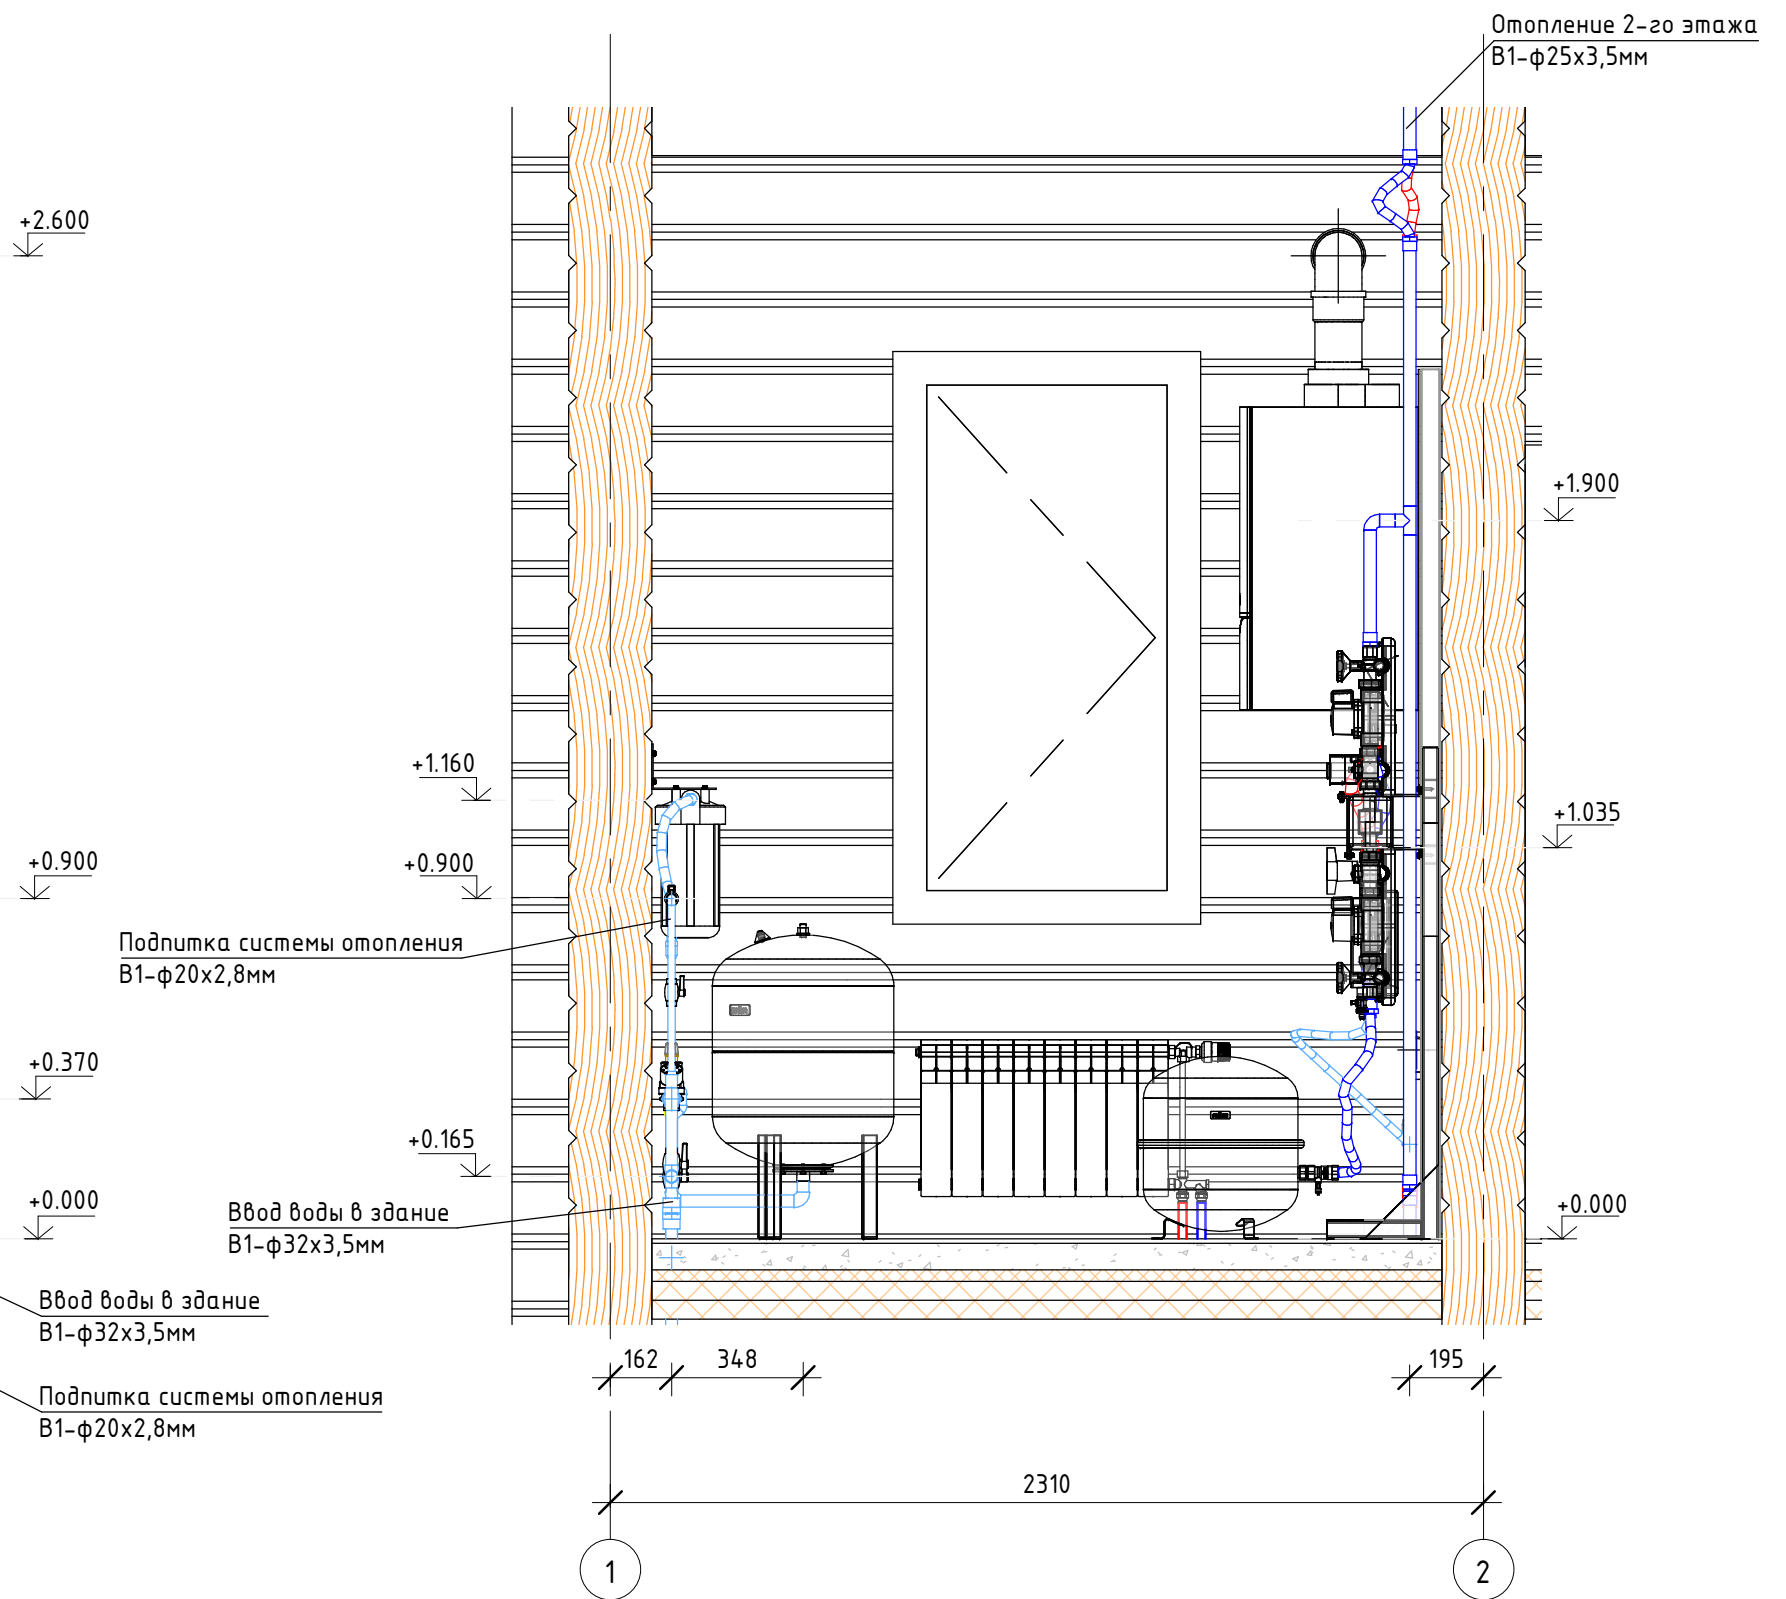 Отопление 2-го этажа
В1-ф25х3,5мм
+2.600
+1.900
+1.160
+1.035
+0.900
+0.900
Подпитка системы отопления
В1-ф20х2,8мм
+0.370
+0.165
+0.000
Ввод воды в здание
В1-ф32х3,5мм
+0.000
Ввод воды в здание
В1-ф32х3,5мм
162
348
195
Подпитка системы отопления
В1-ф20х2,8мм
2310
1
2